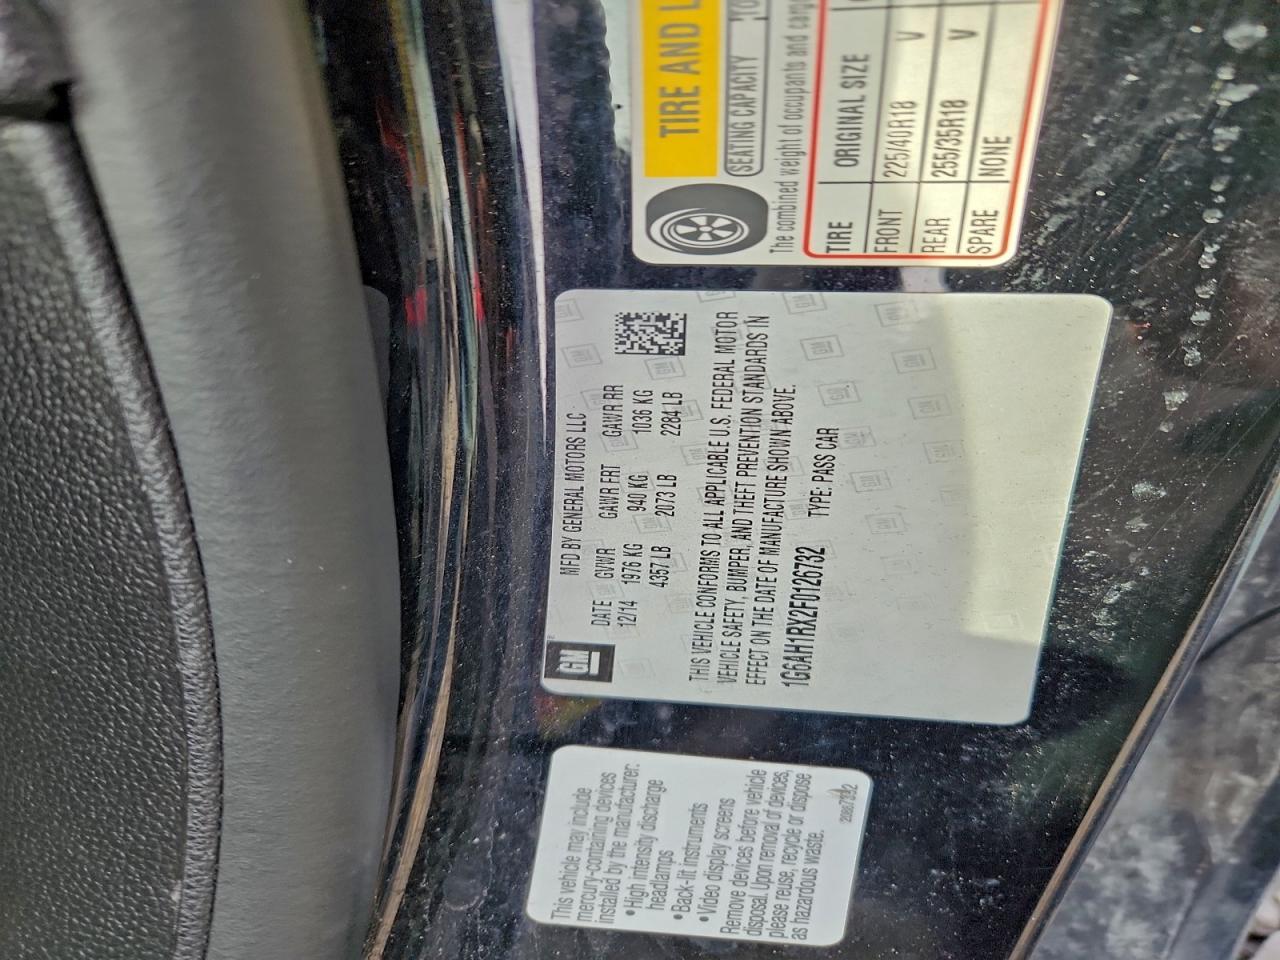 This vehicle may include
mercury-containing devices
installed by the manufacturer:
• High intensity discharge
headlamps
• Back-lit instruments
• Video display screens
Remove devices before vehicle
disposal. Upon removal of devices,
please reuse, recycle or dispose
as hazardous waste.
GM
MFD BY GENERAL MOTORS LLC
DATE GVWR GAWR FRT GAWR RR
12/14 1976 KG 940 KG 1036 KG
4357 LB 2073 LB 2284 LB
THIS VEHICLE CONFORMS TO ALL APPLICABLE U.S. FEDERAL MOTOR
VEHICLE SAFETY, BUMPER, AND THEFT PREVENTION STANDARDS IN
EFFECT ON THE DATE OF MANUFACTURE SHOWN ABOVE.
1G6AH1RX2F0126732 TYPE: PASS CAR
TIRE AND
SEATING CAPACITY
The combined weight of occupants and
TIRE ORIGINAL SIZE
FRONT 225/40R18 V
REAR 255/35R18 V
SPARE NONE